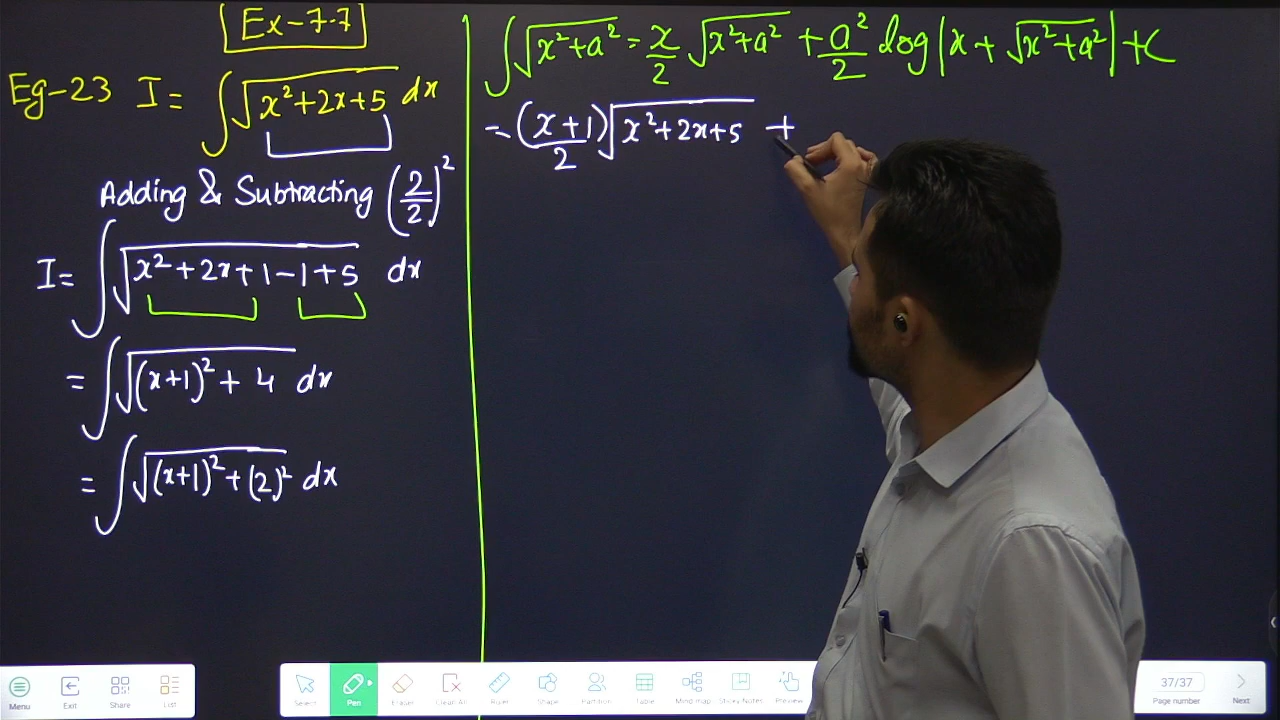 Ex-7.7
Eg-23 I = ∫√(x²+2x+5) dx
Adding & Subtracting (2/2)²
I = ∫√(x²+2x+1-1+5) dx
= ∫√((x+1)²+4) dx
= ∫√((x+1)²+(2)²) dx
∫√(x²+a²) = x/2 √(x²+a²) + a²/2 log|x+√(x²+a²)|+C
= (x+1)/2 √(x²+2x+5) +
Menu Exit Share List
Select Pen Eraser Clean All Ruler Shape Partition Table Mind map Sticky Notes Preview
37/37
Page number Next